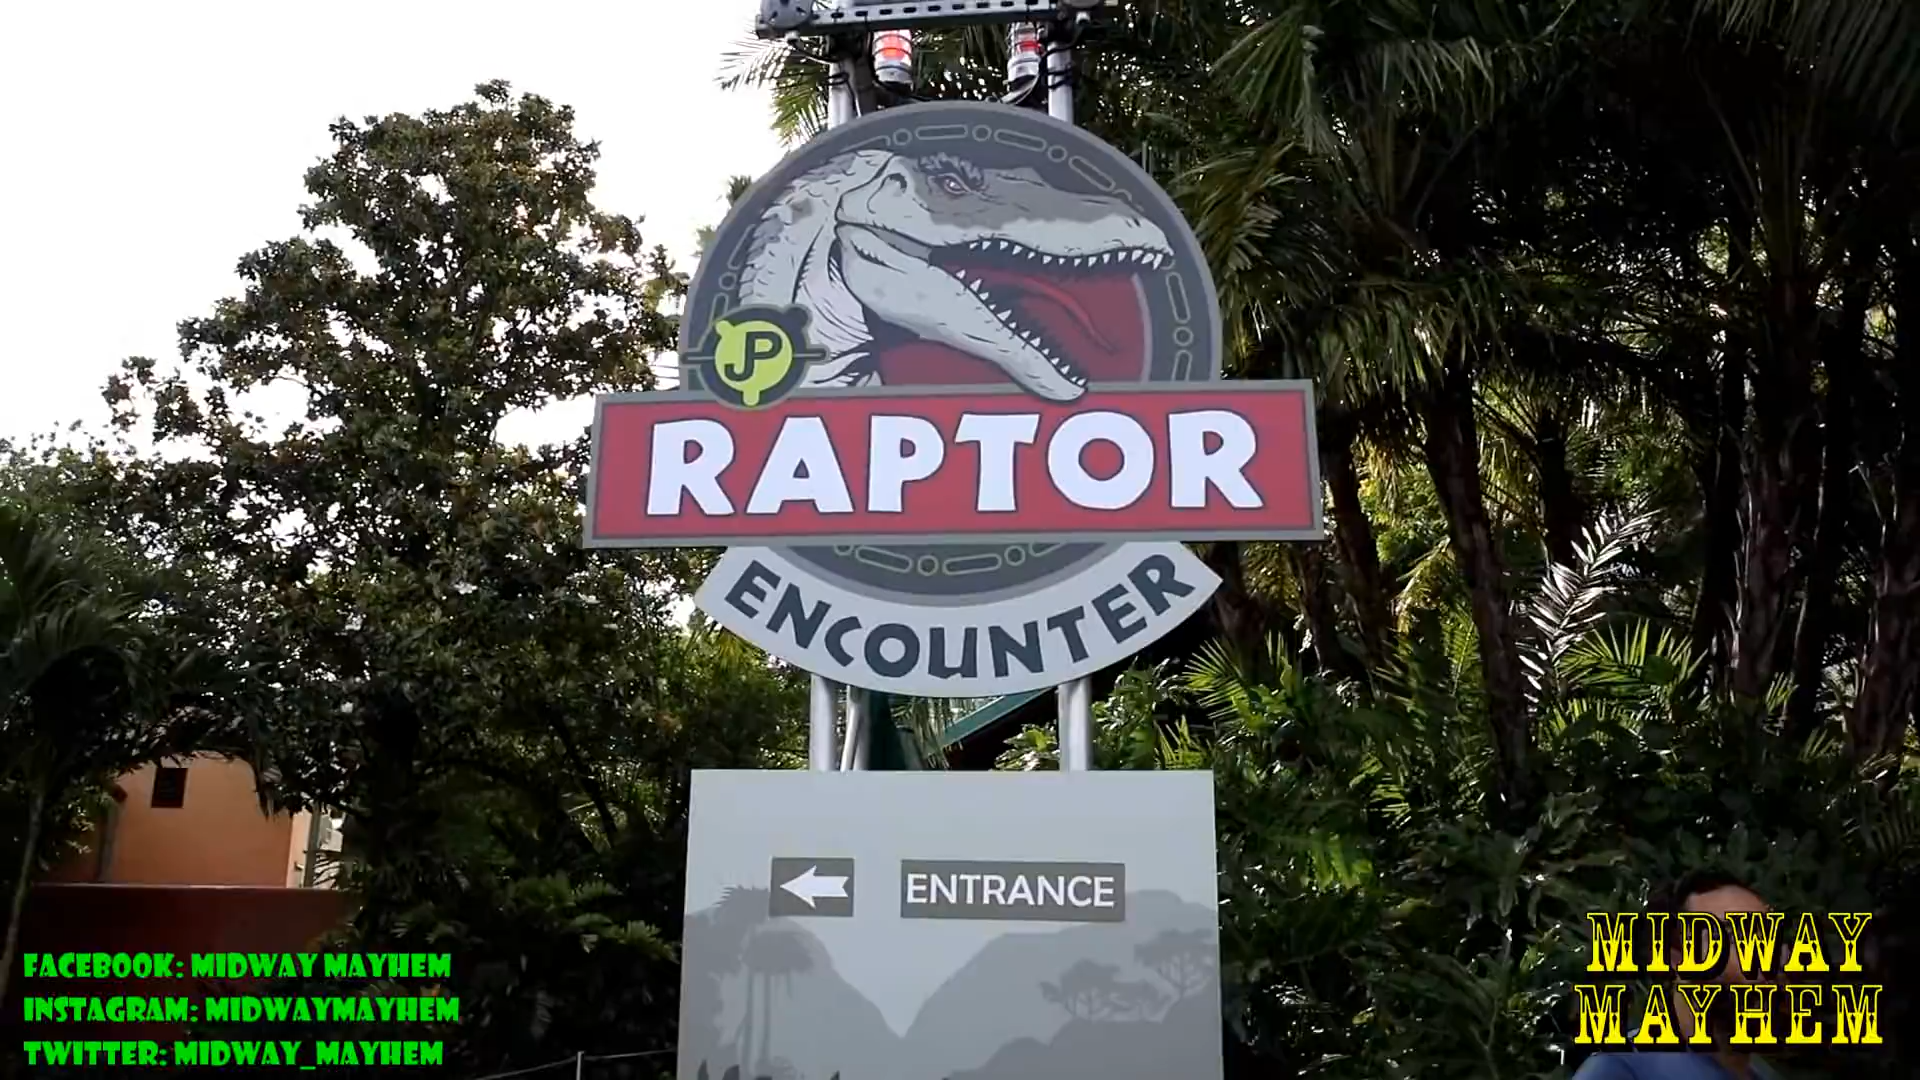 JP
RAPTOR
ENCOUNTER
ENTRANCE
FACEBOOK: MIDWAY MAYHEM
INSTAGRAM: MIDWAYMAYHEM
TWITTER: MIDWAY_MAYHEM
MIDWAY
MAYHEM